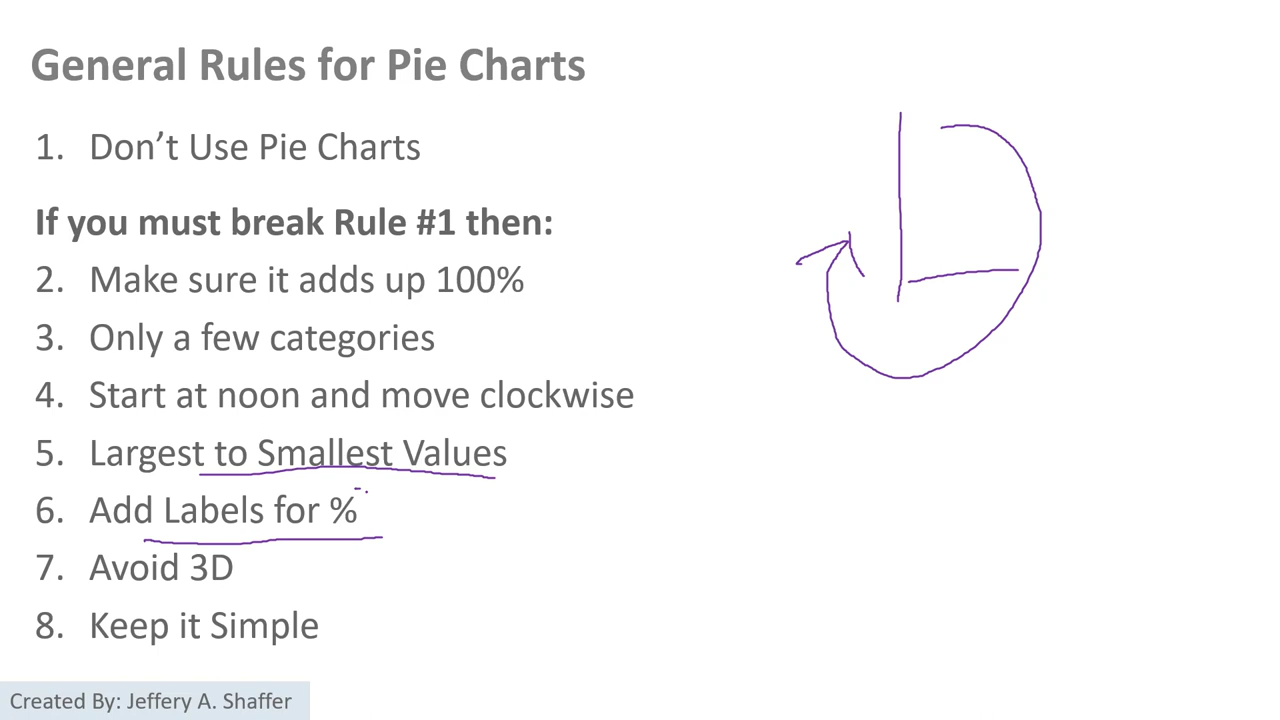 General Rules for Pie Charts
1. Don't Use Pie Charts
If you must break Rule #1 then:
2. Make sure it adds up 100%
3. Only a few categories
4. Start at noon and move clockwise
5. Largest to Smallest Values
6. Add Labels for %
7. Avoid 3D
8. Keep it Simple
Created By: Jeffery A. Shaffer